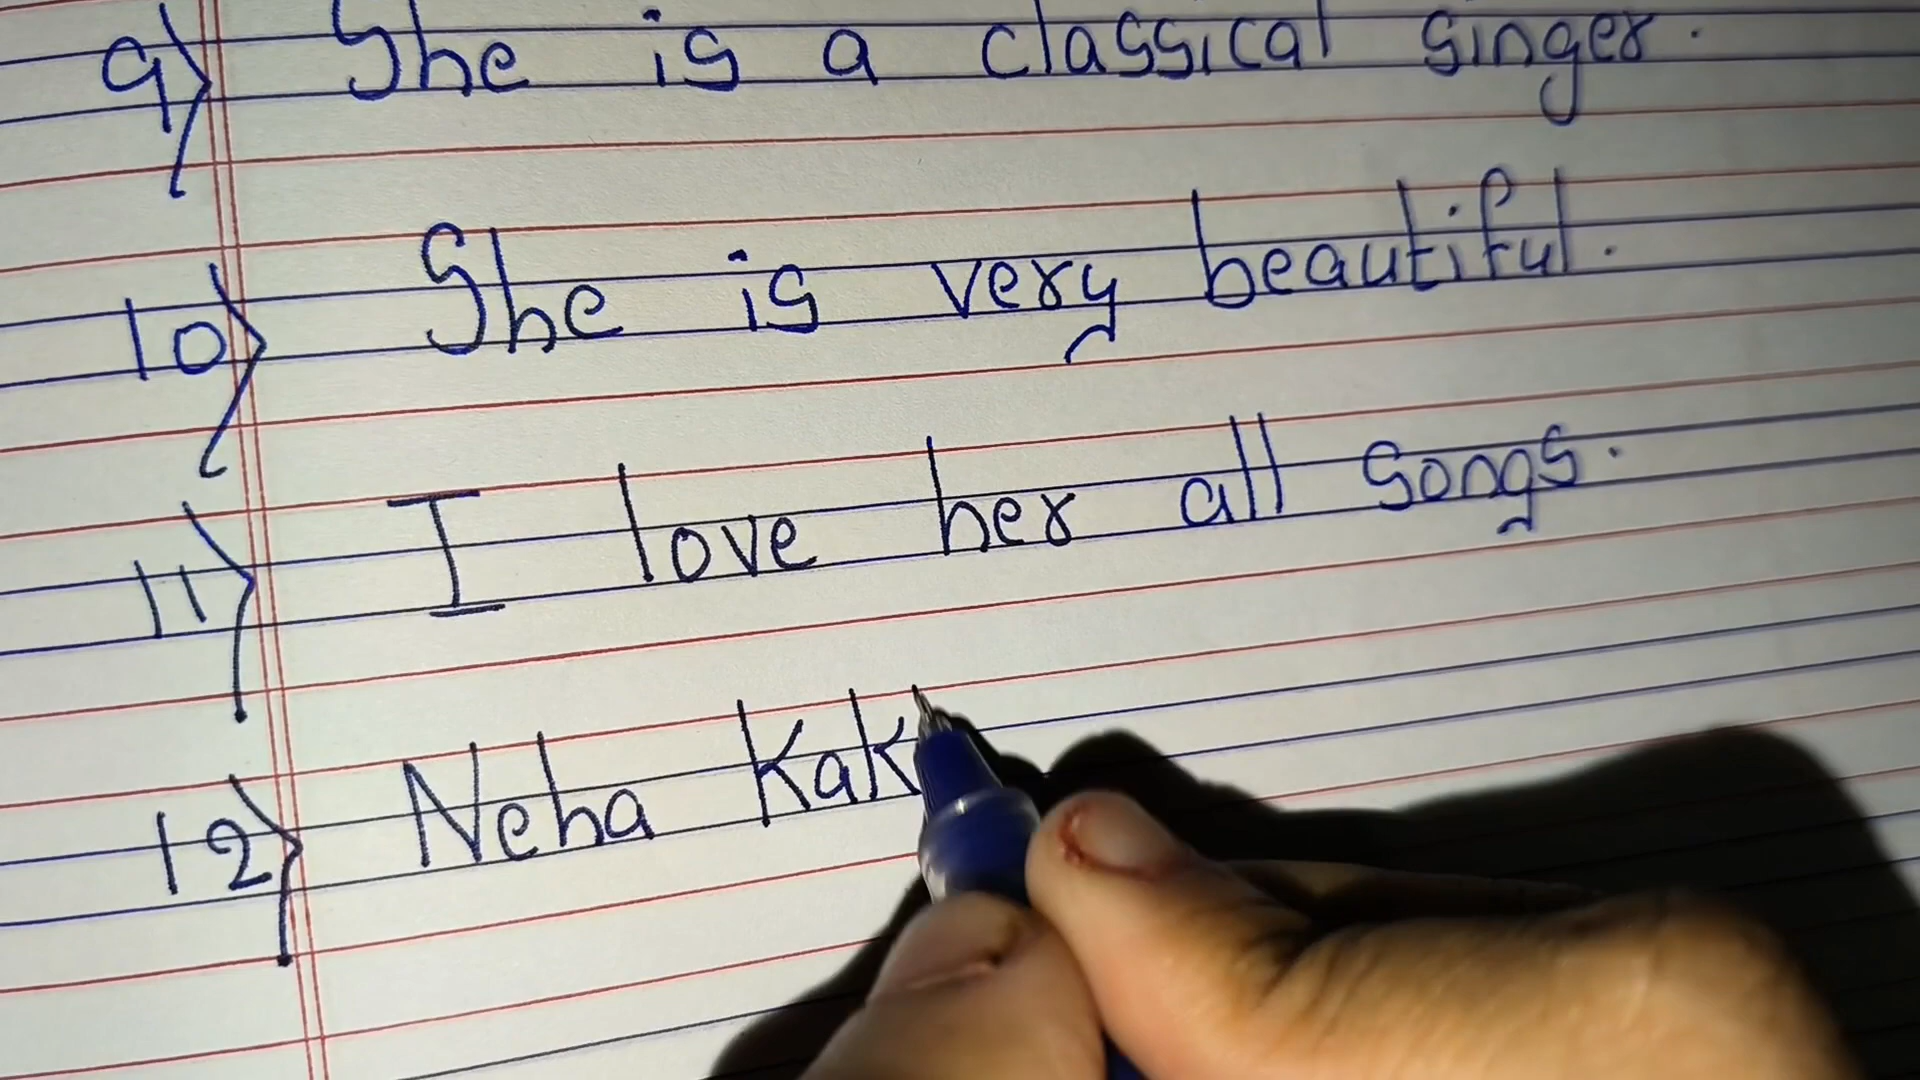 9) She is a classical singer.
10) She is very beautiful.
11) I love her all songs.
12) Neha Kak